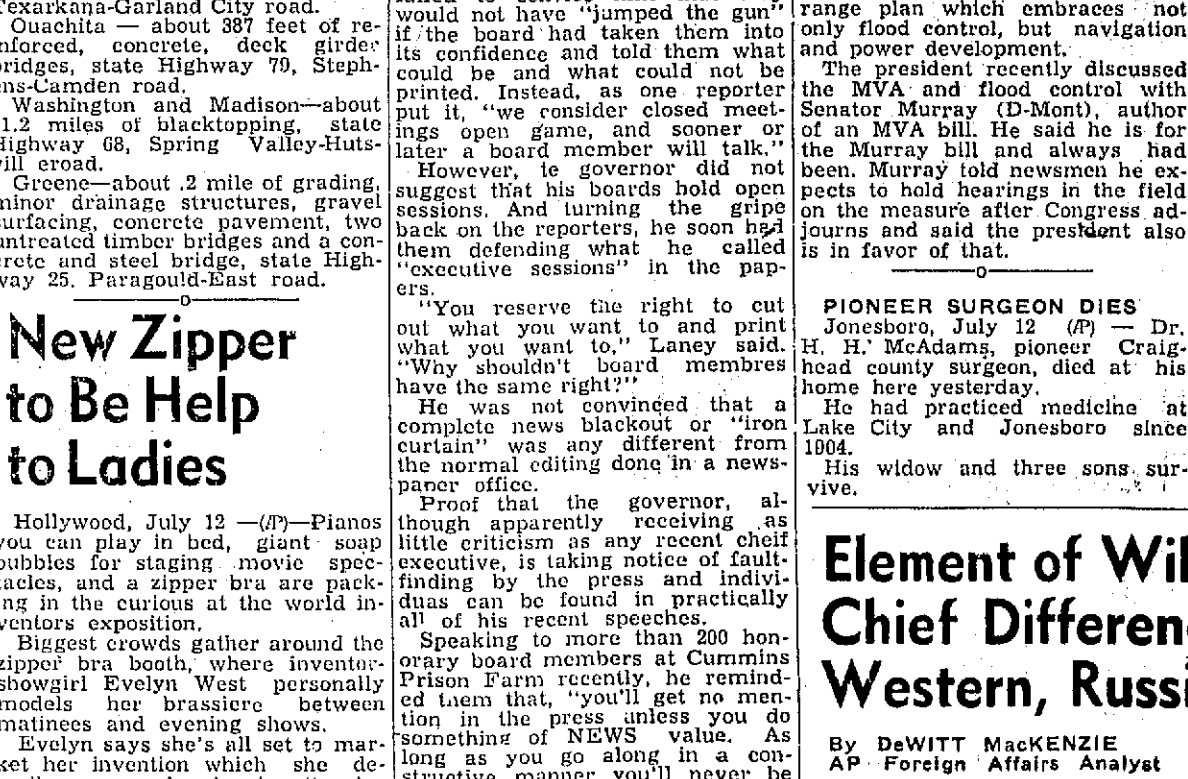 Texarkana-Garland City road.
Ouachita — about 387 feet of re-
nforced, concrete, deck girder
ridges, state Highway 79, Steph-
ns-Camden road.
Washington and Madison—about
1.2 miles of blacktopping, state
Highway 68, Spring Valley-Huts-
ill eroad.
Greene—about .2 mile of grading,
minor drainage structures, gravel
surfacing, concrete pavement, two
untreated timber bridges and a con-
crete and steel bridge, state High-
way 25. Paragould-East road.
New Zipper
to Be Help
to Ladies
Hollywood, July 12 —(AP)—Pianos
you can play in bed, giant soap
bubbles for staging movie spec-
tacles, and a zipper bra are pack-
ing in the curious at the world in-
ventors exposition.
Biggest crowds gather around the
zipper bra booth, where inventor-
showgirl Evelyn West personally
models her brassiere between
matinees and evening shows.
Evelyn says she's all set to mar-
ket her invention which she de-
would not have "jumped the gun"
if the board had taken them into
its confidence and told them what
could be and what could not be
printed. Instead, as one reporter
put it, "we consider closed meet-
ings open game, and sooner or
later a board member will talk."
However, te governor did not
suggest that his boards hold open
sessions. And turning the gripe
back on the reporters, he soon had
them defending what he called
"executive sessions" in the pap-
ers.
"You reserve the right to cut
out what you want to and print
what you want to," Laney said.
"Why shouldn't board membres
have the same right?"
He was not convinced that a
complete news blackout or "iron
curtain" was any different from
the normal editing done in a news-
paper office.
Proof that the governor, al-
though apparently receiving as
little criticism as any recent cheif
executive, is taking notice of fault-
finding by the press and indivi-
duas can be found in practically
all of his recent speeches.
Speaking to more than 200 hon-
orary board members at Cummins
Prison Farm recently, he remind-
ed them that, "you'll get no men-
tion in the press unless you do
something of NEWS value. As
long as you go along in a con-
structive manner you'll never be
range plan which embraces not
only flood control, but navigation
and power development.
The president recently discussed
the MVA and flood control with
Senator Murray (D-Mont), author
of an MVA bill. He said he is for
the Murray bill and always had
been. Murray told newsmen he ex-
pects to hold hearings in the field
on the measure after Congress ad-
journs and said the president also
is in favor of that.
PIONEER SURGEON DIES
Jonesboro, July 12 (AP) — Dr.
H. H. McAdams, pioneer Craig-
head county surgeon, died at his
home here yesterday.
He had practiced medicine at
Lake City and Jonesboro since
1904.
His widow and three sons sur-
vive.
Element of Wil
Chief Differen
Western, Russi
By DeWITT MacKENZIE
AP Foreign Affairs Analyst